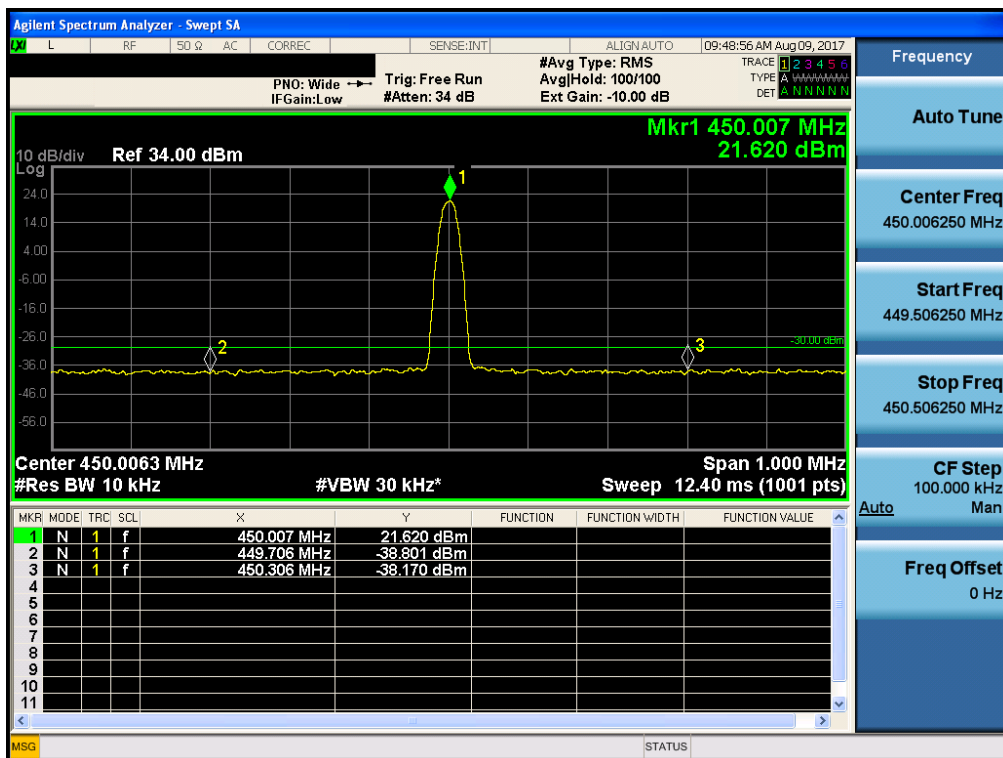 Agilent Spectrum Analyzer - Swept SA
LXI L RF 50 Ω AC CORREC SENSE:INT ALIGN AUTO 09:48:56 AM Aug 09, 2017
PNO: Wide
IFGain:Low
Trig: Free Run
#Atten: 34 dB
#Avg Type: RMS
Avg|Hold: 100/100
Ext Gain: -10.00 dB
TRACE 1 2 3 4 5 6
TYPE A WWWWW
DET A N N N N N
Mkr1 450.007 MHz
21.620 dBm
10 dB/div Ref 34.00 dBm
Log
24.0
14.0
4.00
-6.00
-16.0
-26.0
-36.0
-46.0
-56.0
1
2
3
-30.00 dBm
Center 450.0063 MHz Span 1.000 MHz
#Res BW 10 kHz #VBW 30 kHz* Sweep 12.40 ms (1001 pts)
MKR MODE TRC SCL X Y FUNCTION FUNCTION WIDTH FUNCTION VALUE
1 N 1 f 450.007 MHz 21.620 dBm
2 N 1 f 449.706 MHz -38.801 dBm
3 N 1 f 450.306 MHz -38.170 dBm
4
5
6
7
8
9
10
11
MSG STATUS
Frequency
Auto Tune
Center Freq
450.006250 MHz
Start Freq
449.506250 MHz
Stop Freq
450.506250 MHz
CF Step
100.000 kHz
Auto Man
Freq Offset
0 Hz